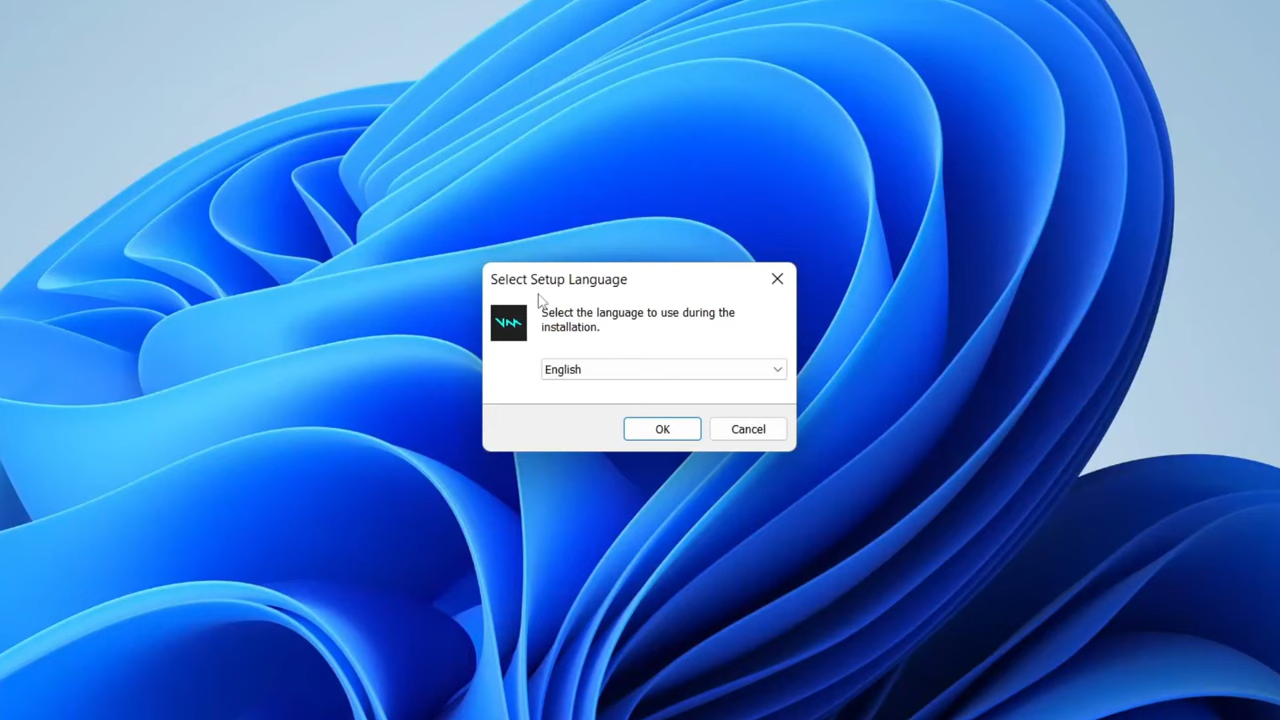 Select Setup Language
Select the language to use during the
installation.
English
OK
Cancel